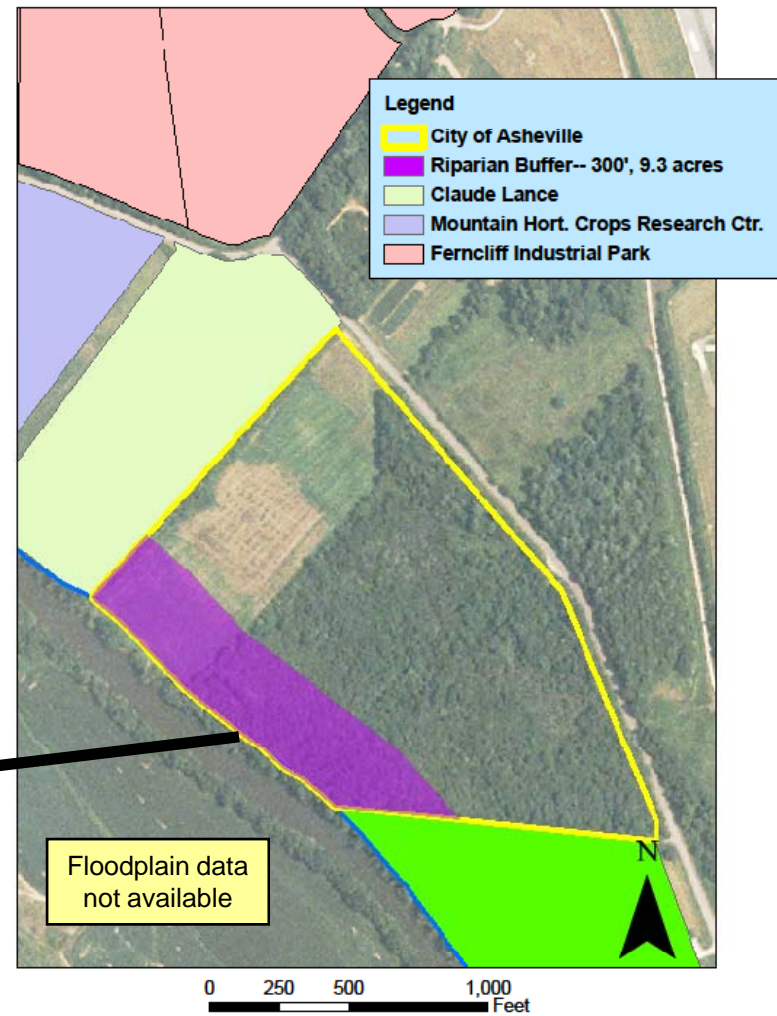 Legend
City of Asheville
Riparian Buffer-- 300', 9.3 acres
Claude Lance
Mountain Hort. Crops Research Ctr.
Ferncliff Industrial Park
Floodplain data
not available
N
0 250 500 1,000
Feet